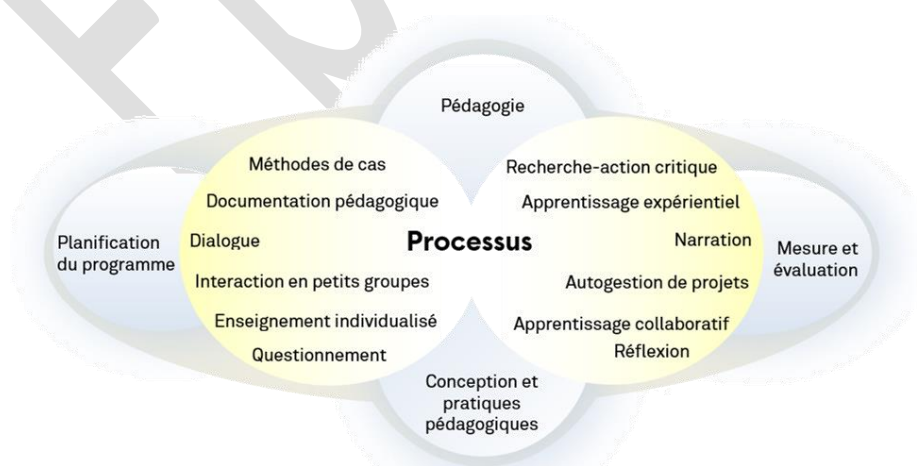 Pédagogie
Méthodes de cas
Documentation pédagogique
Dialogue
Interaction en petits groupes
Enseignement individualisé
Questionnement
Processus
Recherche-action critique
Apprentissage expérientiel
Narration
Autogestion de projets
Apprentissage collaboratif
Réflexion
Planification
du programme
Mesure et
évaluation
Conception et
pratiques
pédagogiques